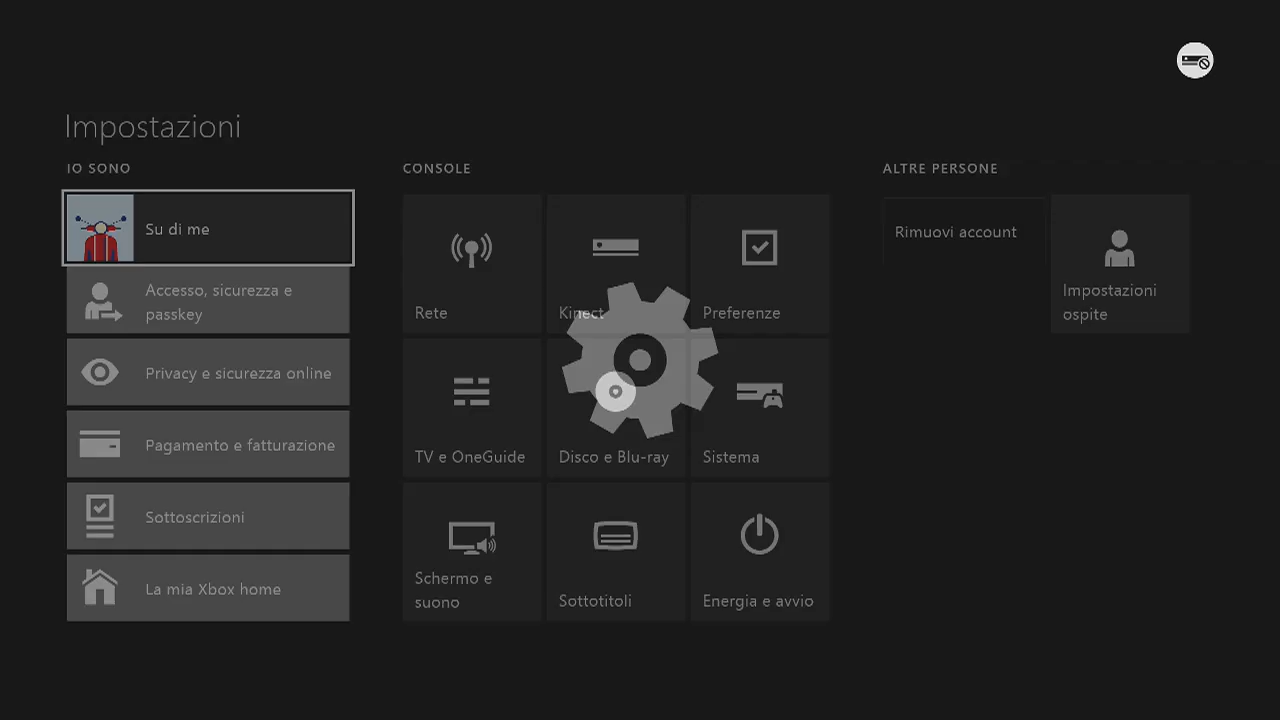 Impostazioni
IO SONO
Su di me
Accesso, sicurezza e
passkey
Privacy e sicurezza online
Pagamento e fatturazione
Sottoscrizioni
La mia Xbox home
CONSOLE
Rete
Kinect
Preferenze
TV e OneGuide
Disco e Blu-ray
Sistema
Schermo e
suono
Sottotitoli
Energia e avvio
ALTRE PERSONE
Rimuovi account
Impostazioni
ospite